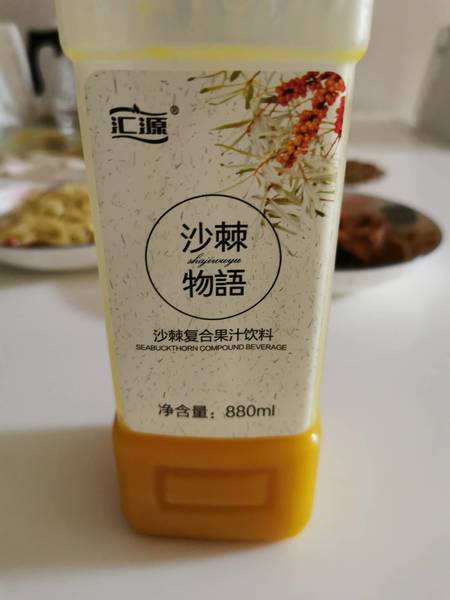 汇源®
沙棘
shajiwuyu
物語
沙棘复合果汁饮料
SEABUCKTHORN COMPOUND BEVERAGE
净含量：880ml